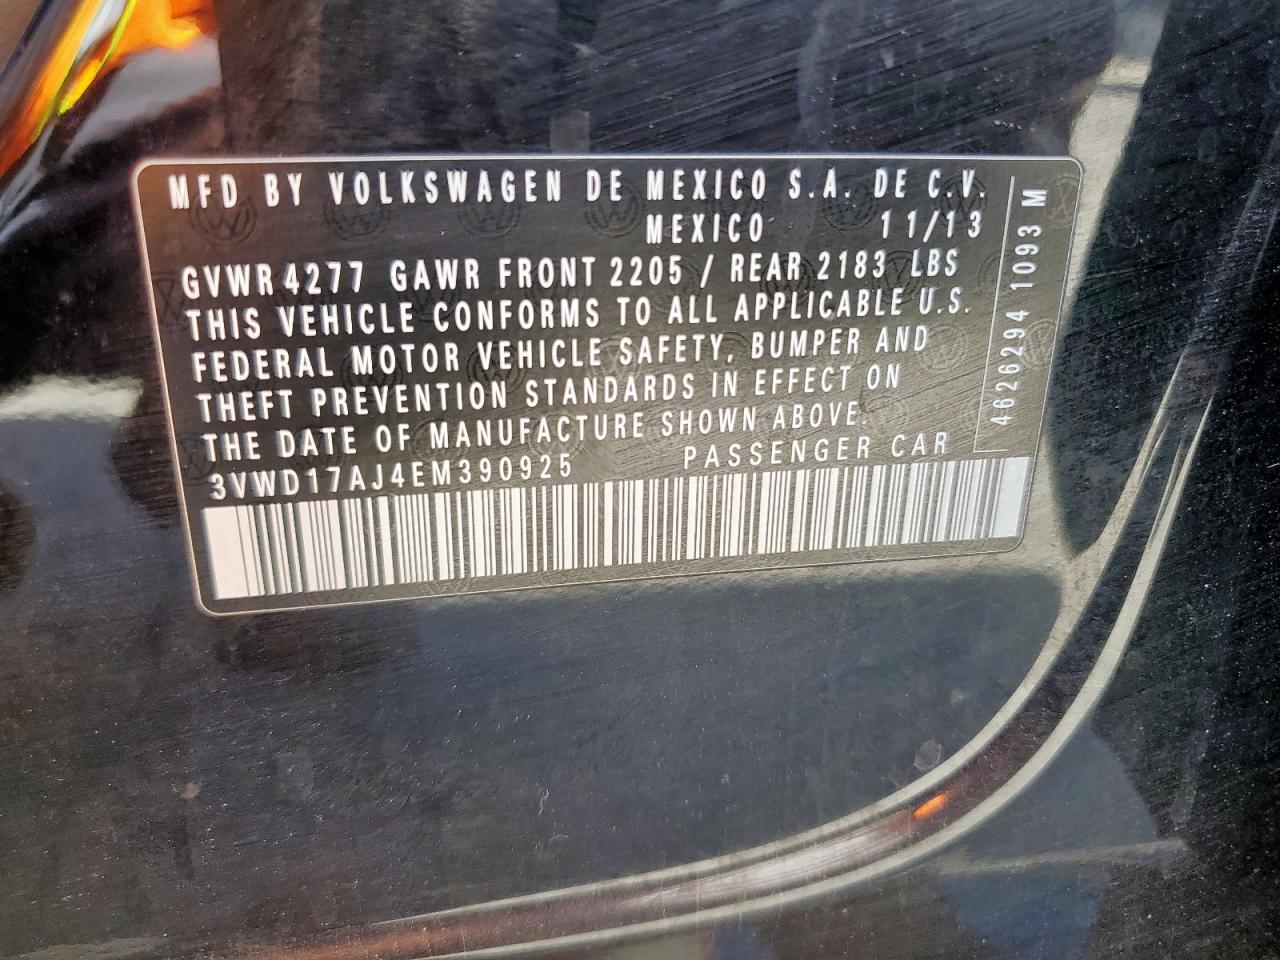 MFD BY VOLKSWAGEN DE MEXICO S.A. DE C.V.
MEXICO 11/13
GVWR 4277 GAWR FRONT 2205 / REAR 2183 LBS
THIS VEHICLE CONFORMS TO ALL APPLICABLE U.S.
FEDERAL MOTOR VEHICLE SAFETY, BUMPER AND
THEFT PREVENTION STANDARDS IN EFFECT ON
THE DATE OF MANUFACTURE SHOWN ABOVE.
3VWD17AJ4EM390925 PASSENGER CAR
4626294 1093 M